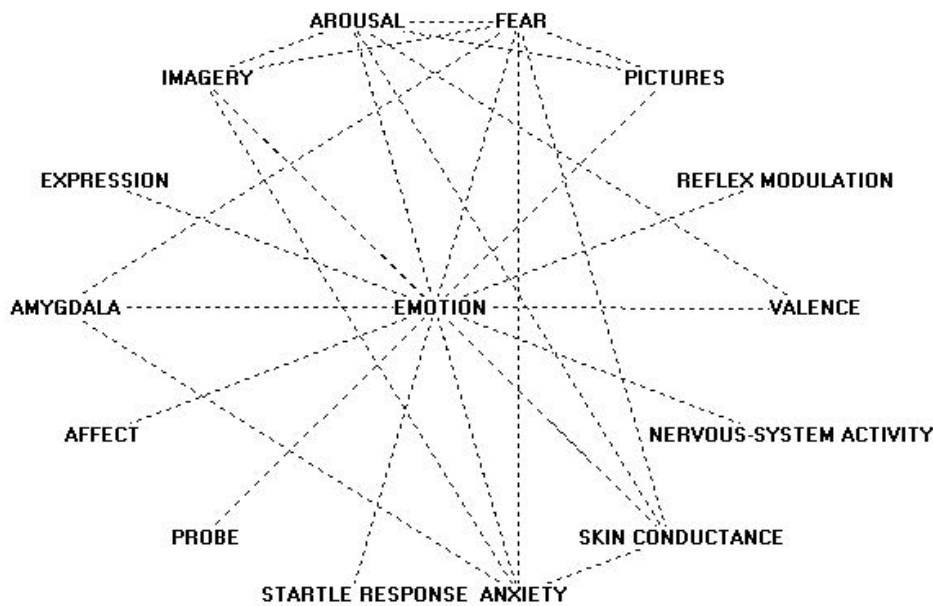 AROUSAL FEAR
IMAGERY PICTURES
EXPRESSION REFLEX MODULATION
AMYGDALA EMOTION VALENCE
AFFECT NERVOUS-SYSTEM ACTIVITY
PROBE SKIN CONDUCTANCE
STARTLE RESPONSE ANXIETY